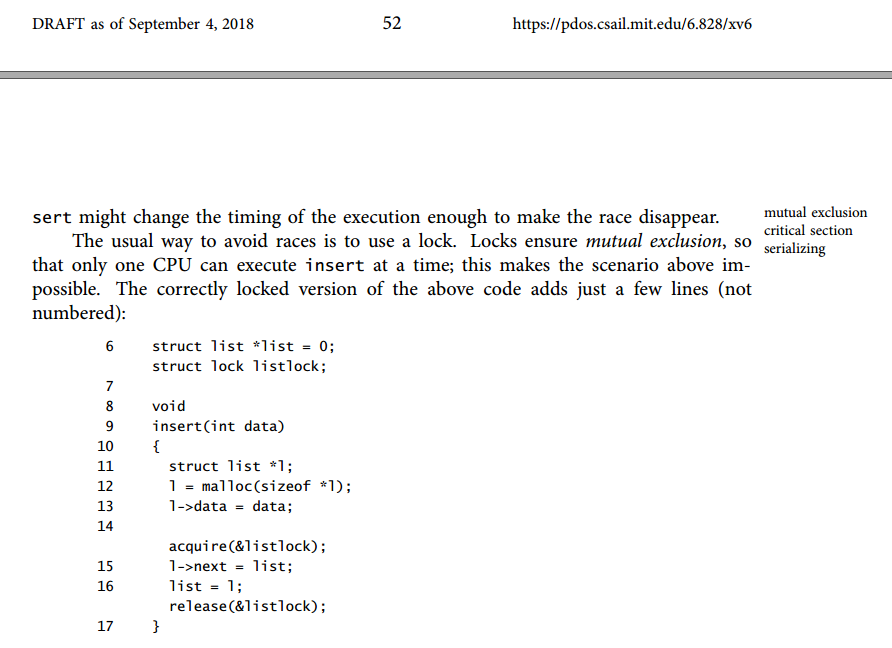 DRAFT as of September 4, 2018 52 https://pdos.csail.mit.edu/6.828/xv6
sert might change the timing of the execution enough to make the race disappear.
The usual way to avoid races is to use a lock. Locks ensure mutual exclusion, so
that only one CPU can execute insert at a time; this makes the scenario above im-
possible. The correctly locked version of the above code adds just a few lines (not
numbered):
mutual exclusion
critical section
serializing
6 struct list *list = 0;
struct lock listlock;
7
8 void
9 insert(int data)
10 {
11 struct list *l;
12 l = malloc(sizeof *l);
13 l->data = data;
14
acquire(&listlock);
15 l->next = list;
16 list = l;
release(&listlock);
17 }